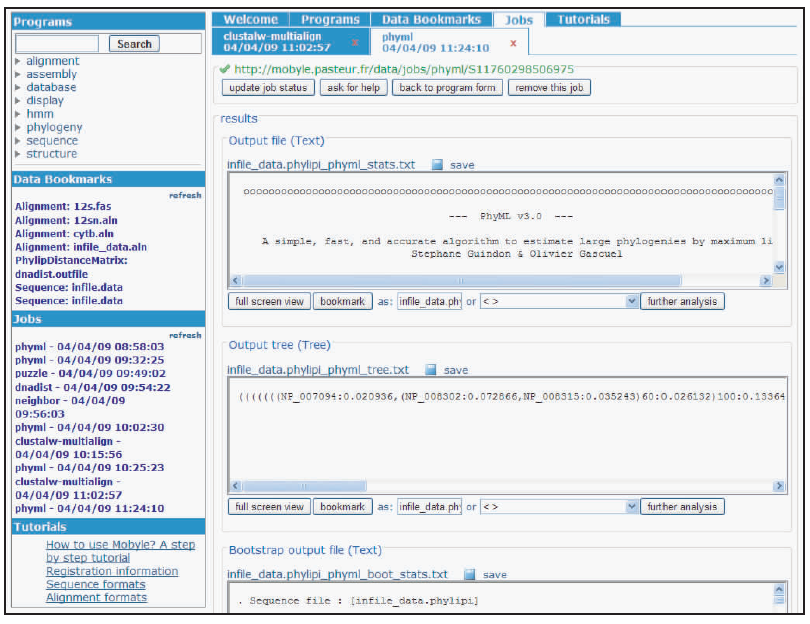 Programs
Search
alignment
assembly
database
display
hmm
phylogeny
sequence
structure
Data Bookmarks
refresh
Alignment: 12s.fas
Alignment: 12sn.aln
Alignment: cytb.aln
Alignment: infile_data.aln
PhylipDistanceMatrix:
dnadist.outfile
Sequence: infile.data
Sequence: infile.data
Jobs
refresh
phyml - 04/04/09 08:58:03
phyml - 04/04/09 09:32:25
puzzle - 04/04/09 09:49:02
dnadist - 04/04/09 09:54:22
neighbor - 04/04/09
09:56:03
phyml - 04/04/09 10:02:30
clustalw-multialign -
04/04/09 10:15:56
phyml - 04/04/09 10:25:23
clustalw-multialign -
04/04/09 11:02:57
phyml - 04/04/09 11:24:10
Tutorials
How to use Mobyle? A step
by step tutorial
Registration information
Sequence formats
Alignment formats
Welcome Programs Data Bookmarks Jobs Tutorials
clustalw-multialign
04/04/09 11:02:57 x
phyml
04/04/09 11:24:10 x
http://mobyle.pasteur.fr/data/jobs/phyml/S11760298506975
update job status ask for help back to program form remove this job
results
Output file (Text)
infile_data.phylipi_phyml_stats.txt save
--- PhyML v3.0 ---
A simple, fast, and accurate algorithm to estimate large phylogenies by maximum li
Stephane Guindon & Olivier Gascuel
full screen view bookmark as: infile_data.phy or < > further analysis
Output tree (Tree)
infile_data.phylipi_phyml_tree.txt save
(((((((NP_007094:0.020936,(NP_008302:0.072866,NP_008315:0.035243)60:0.026132)100:0.13364
full screen view bookmark as: infile_data.phy or < > further analysis
Bootstrap output file (Text)
infile_data.phylipi_phyml_boot_stats.txt save
. Sequence file : [infile_data.phylipi]